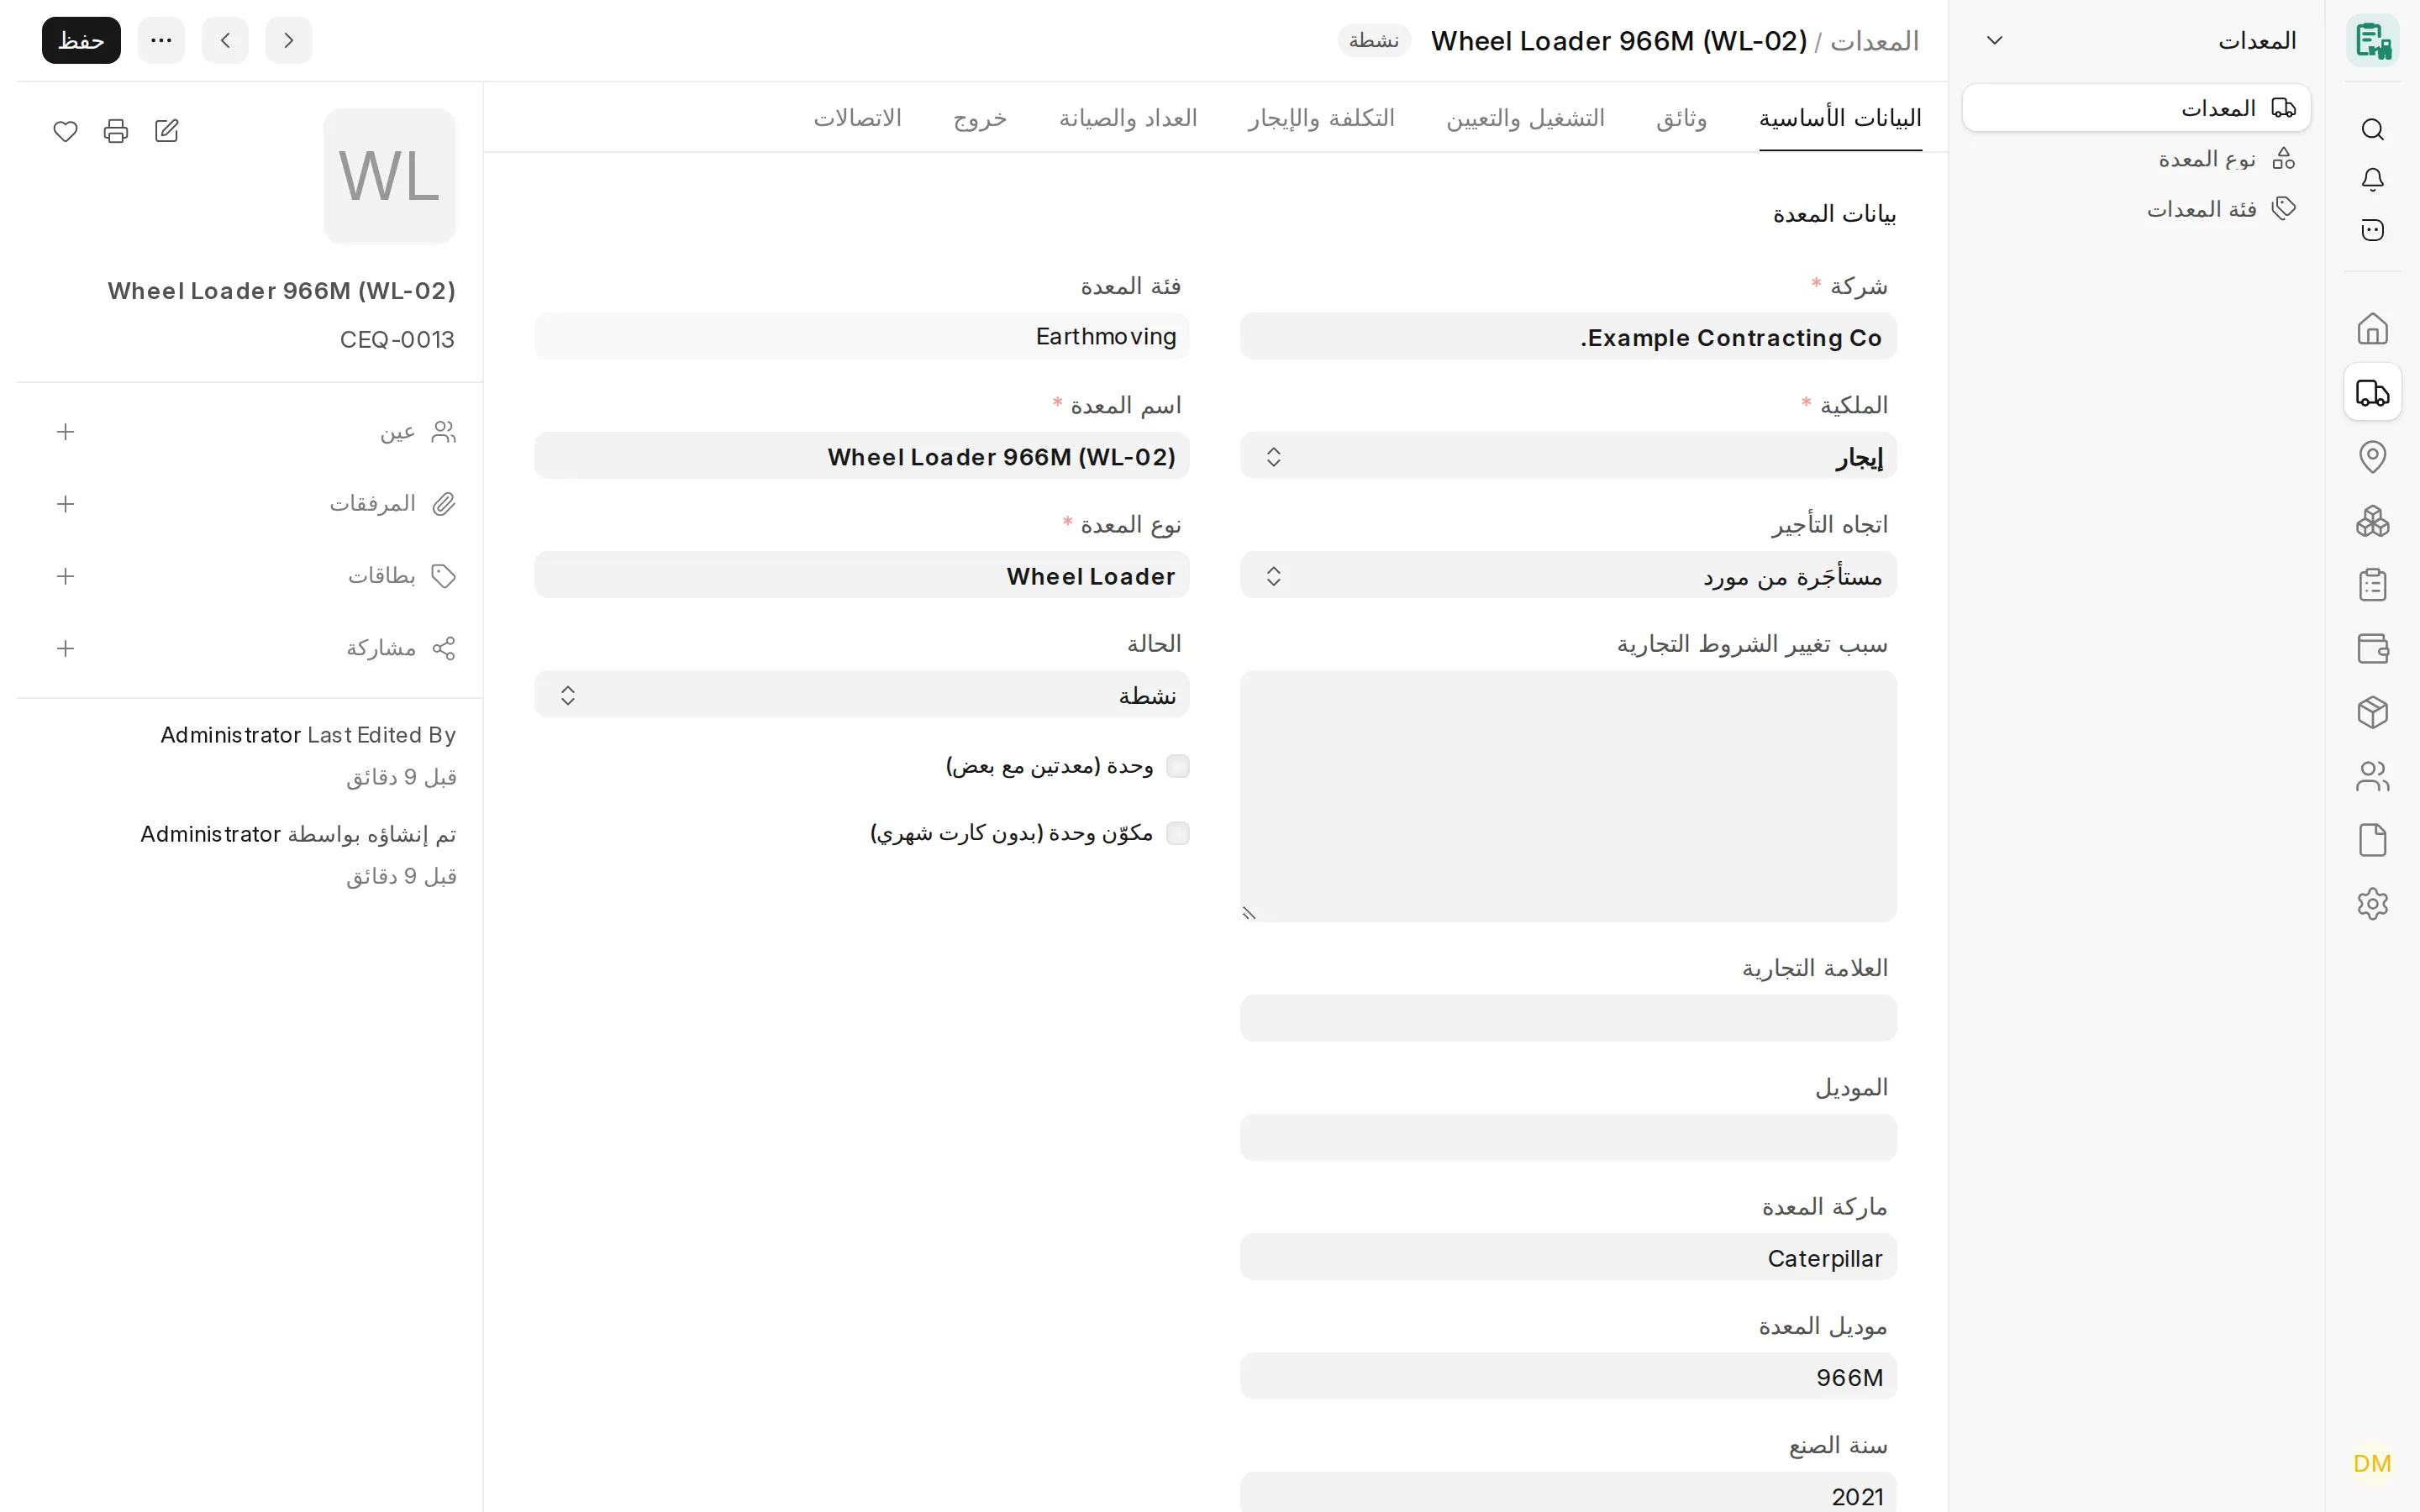 المعدات
المعدات
نوع المعدة
فئة المعدات
DM
المعدات / Wheel Loader 966M (WL-02) نشطة
حفظ
البيانات الأساسية
وثائق
التشغيل والتعيين
التكلفة والإيجار
العداد والصيانة
خروج
الاتصالات
بيانات المعدة
شركة *
Example Contracting Co.
الملكية *
إيجار
اتجاه التأجير
مستأجَرة من مورد
سبب تغيير الشروط التجارية
العلامة التجارية
الموديل
ماركة المعدة
Caterpillar
موديل المعدة
966M
سنة الصنع
2021
فئة المعدة
Earthmoving
اسم المعدة *
Wheel Loader 966M (WL-02)
نوع المعدة *
Wheel Loader
الحالة
نشطة
وحدة (معدتين مع بعض)
مكوّن وحدة (بدون كارت شهري)
WL
Wheel Loader 966M (WL-02)
CEQ-0013
عين
المرفقات
بطاقات
مشاركة
Administrator Last Edited By
قبل 9 دقائق
تم إنشاؤه بواسطة Administrator
قبل 9 دقائق